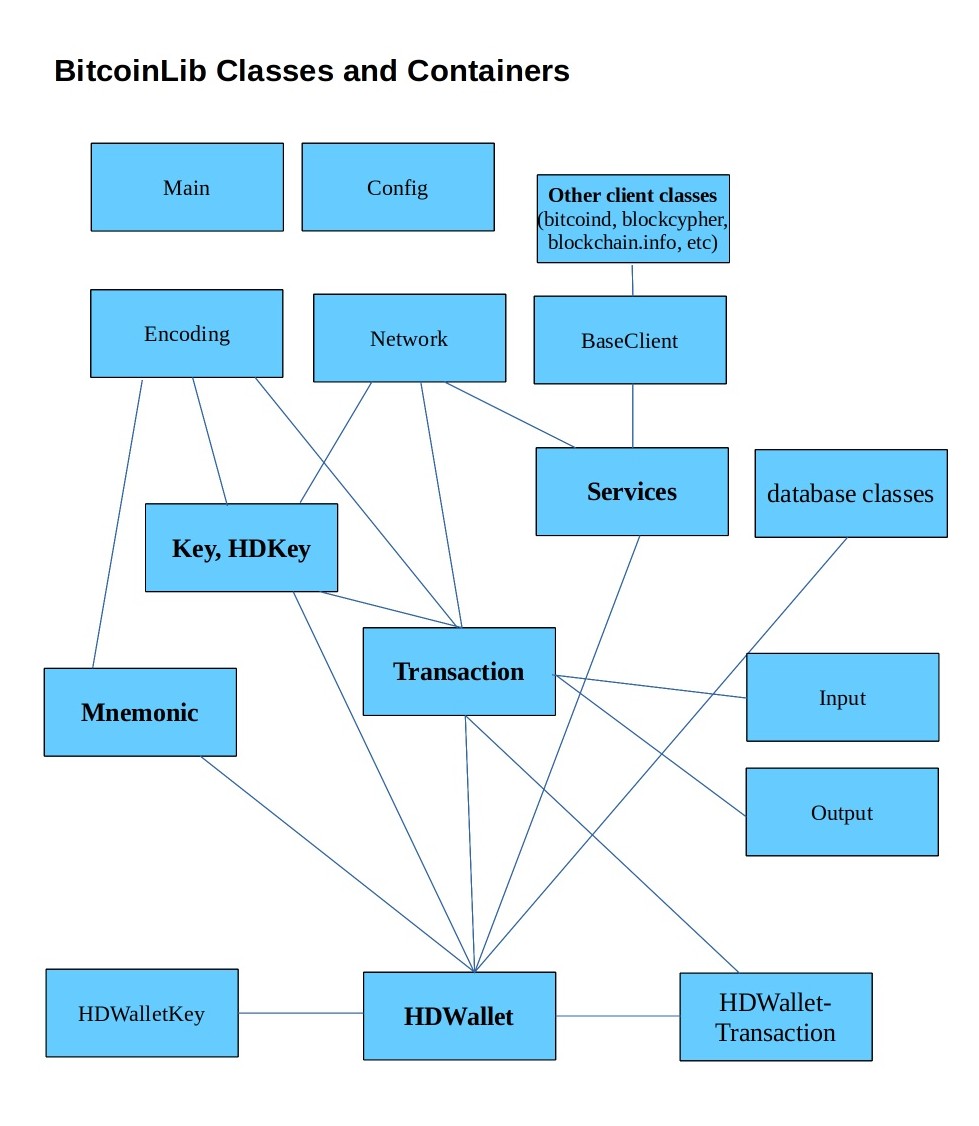 BitcoinLib Classes and Containers
Main
Config
Other client classes
(bitcoind, blockcypher,
blockchain.info, etc)
Encoding
Network
BaseClient
Services
database classes
Key, HDKey
Transaction
Input
Mnemonic
Output
HDWalletKey
HDWallet
HDWallet-
Transaction